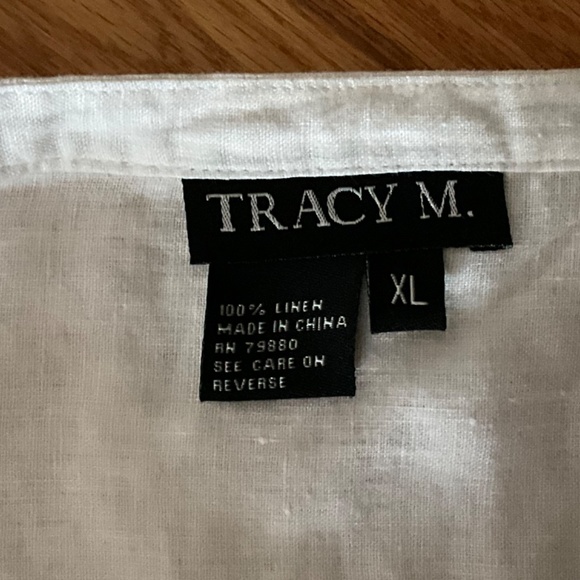 TRACY M.
XL
100% LINEN
MADE IN CHINA
RN 79880
SEE CARE ON
REVERSE